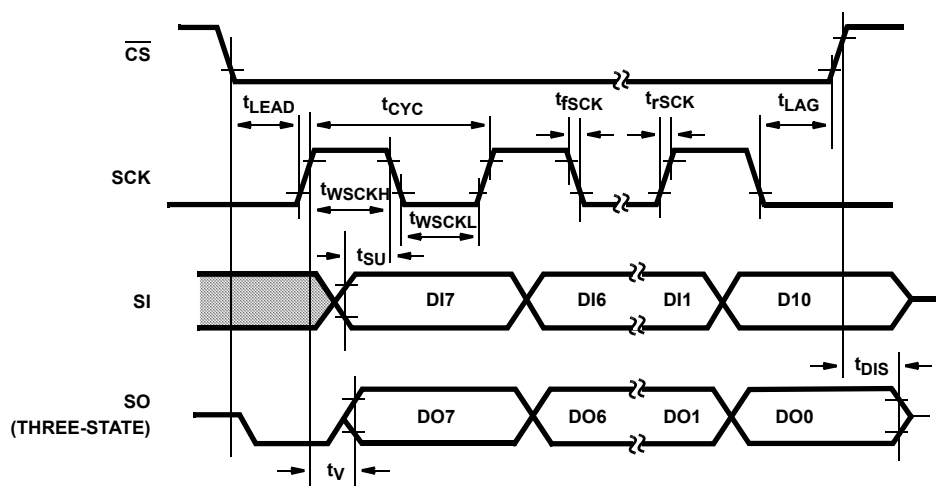 CS
tLEAD
tCYC
tfSCK
trSCK
tLAG
SCK
tWSCKH
tWSCKL
tSU
SI
DI7
DI6
DI1
D10
tDIS
SO
(THREE-STATE)
DO7
DO6
DO1
DO0
tV